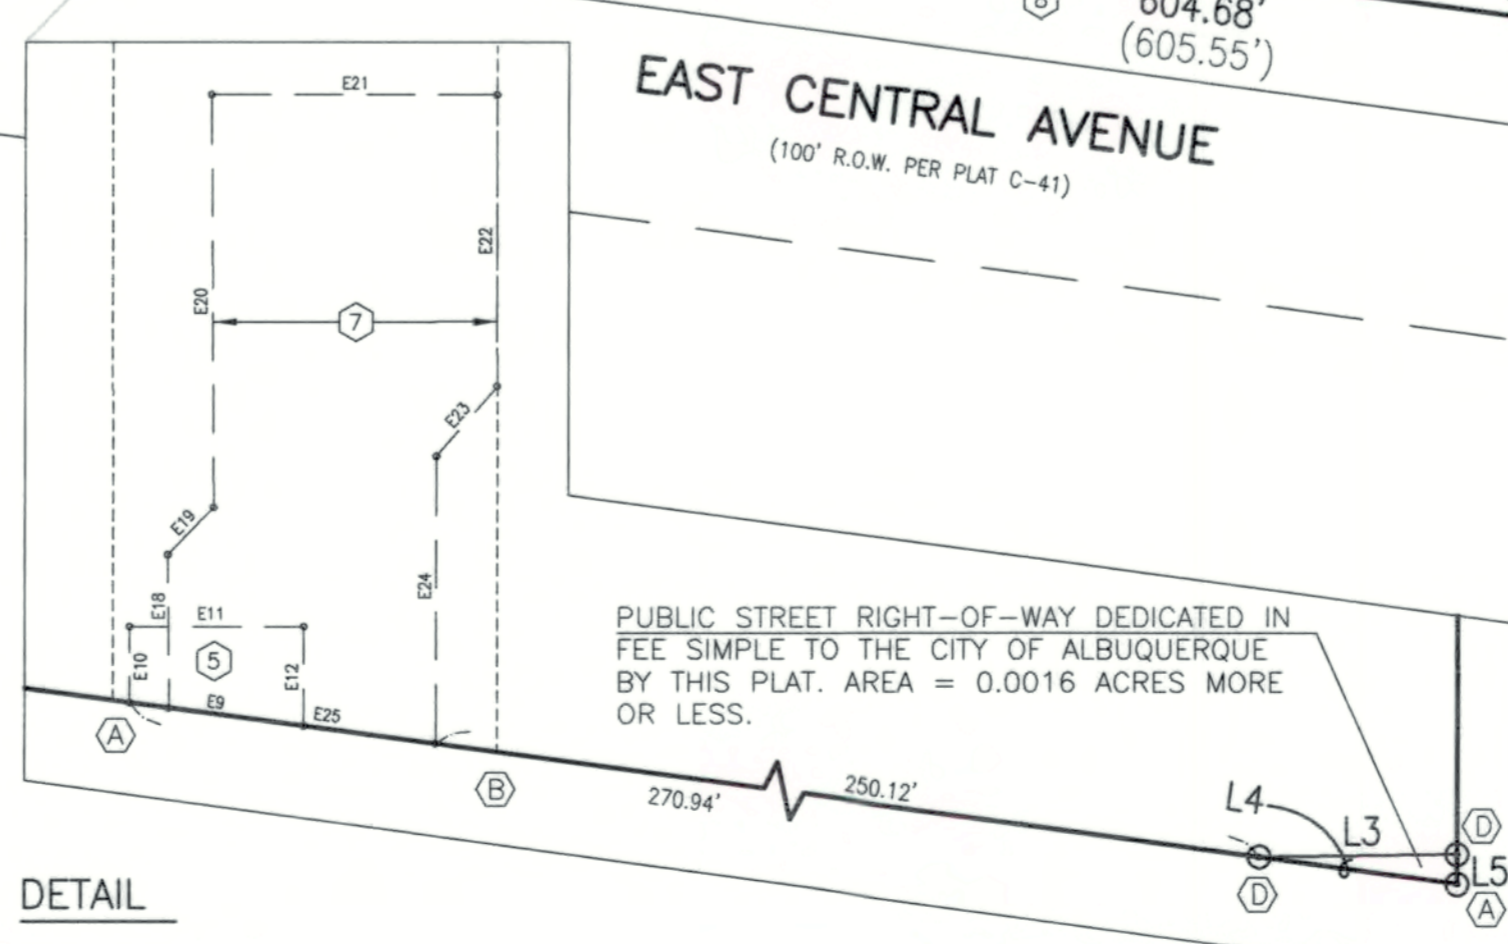 8
604.68'
(605.55')
EAST CENTRAL AVENUE
(100' R.O.W. PER PLAT C-41)
E21
E22
E20
7
E23
E19
E24
E18
E11
E10
5
E12
E9
E25
A
B
PUBLIC STREET RIGHT-OF-WAY DEDICATED IN
FEE SIMPLE TO THE CITY OF ALBUQUERQUE
BY THIS PLAT. AREA = 0.0016 ACRES MORE
OR LESS.
270.94'
250.12'
L4
L3
D
L5
D
A
DETAIL